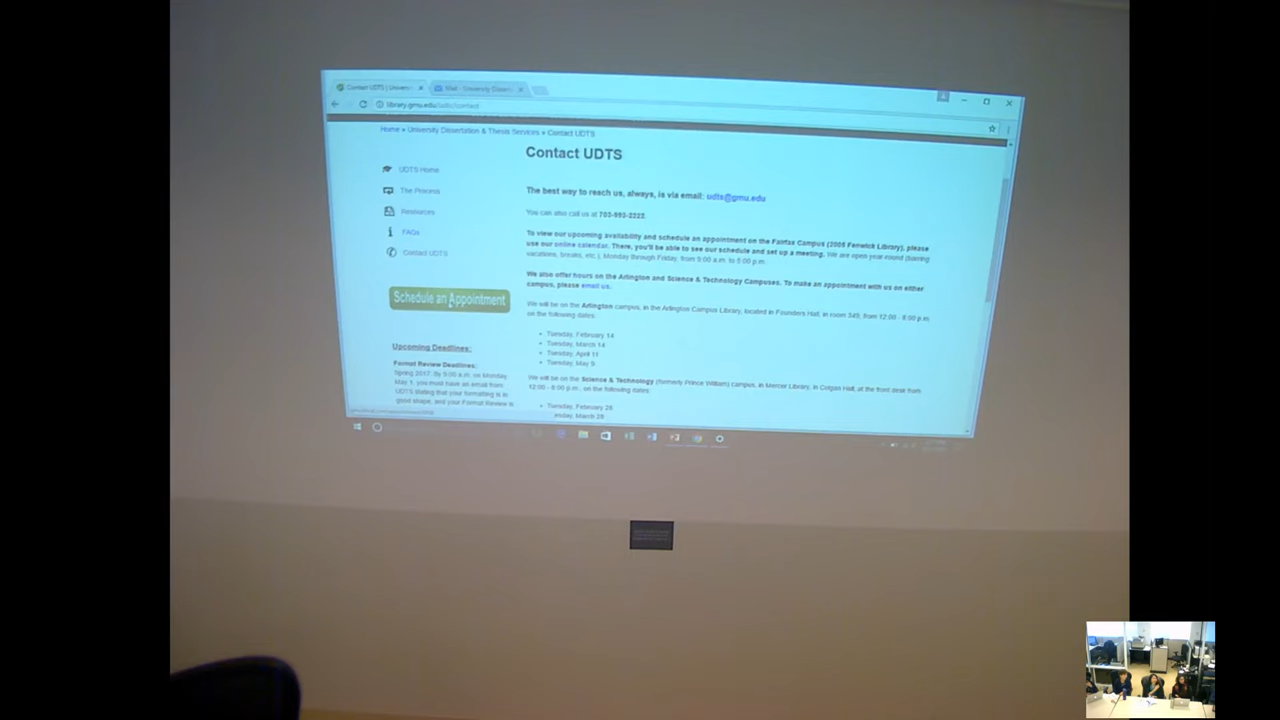 Contact UDTS | Universi
Mail - University Disser
library.gmu.edu/udts/contact
Home » University Dissertation & Thesis Services » Contact UDTS
Contact UDTS
UDTS Home
The Process
Resources
FAQs
Contact UDTS
Schedule an Appointment
Upcoming Deadlines:
Format Review Deadlines:
Spring 2017: By 5:00 p.m. on Monday,
May 1, you must have an email from
UDTS stating that your formatting is in
good shape, and your Format Review is
The best way to reach us, always, is via email: udts@gmu.edu
You can also call us at 703-993-2222.
To view our upcoming availability and schedule an appointment on the Fairfax Campus (2005 Fenwick Library), please
use our online calendar. There, you'll be able to see our schedule and set up a meeting. We are open year round (barring
vacations, breaks, etc.), Monday through Friday, from 9:00 a.m. to 5:00 p.m.
We also offer hours on the Arlington and Science & Technology Campuses. To make an appointment with us on either
campus, please email us.
We will be on the Arlington campus, in the Arlington Campus Library, located in Founders Hall, in room 349, from 12:00 - 6:00 p.m.
on the following dates:
Tuesday, February 14
Tuesday, March 14
Tuesday, April 11
Tuesday, May 9
We will be on the Science & Technology (formerly Prince William) campus, in Mercer Library, in Colgan Hall, at the front desk from
12:00 - 6:00 p.m., on the following dates:
Tuesday, February 28
esday, March 28